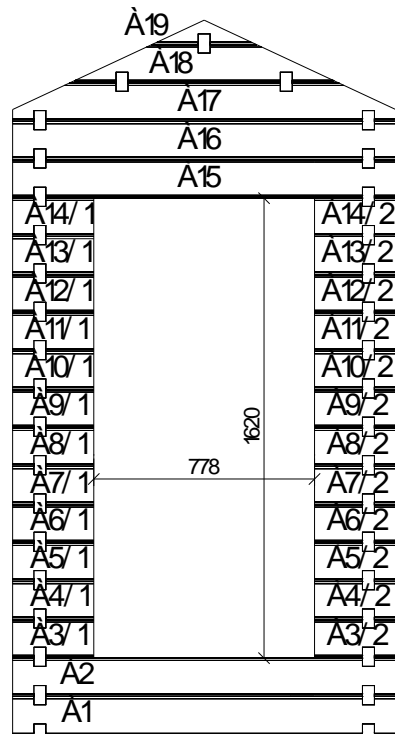 À19
À18
À17
À16
À15
À14/ 1 À14/ 2
À13/ 1 À13/ 2
À12/ 1 À12/ 2
À11/ 1 À11/ 2
À10/ 1 À10/ 2
À9/ 1 À9/ 2
1620
À8/ 1 À8/ 2
778
À7/ 1 À7/ 2
À6/ 1 À6/ 2
À5/ 1 À5/ 2
À4/ 1 À4/ 2
À3/ 1 À3/ 2
À2
À1